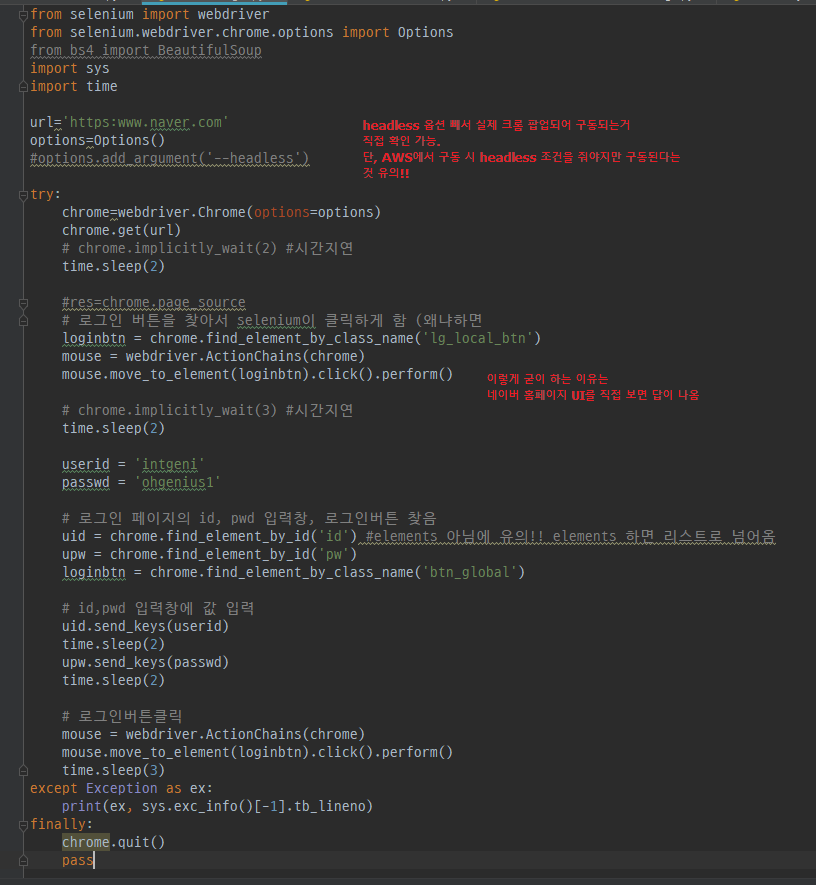 from selenium import webdriver
from selenium.webdriver.chrome.options import Options
from bs4 import BeautifulSoup
import sys
import time
url='https:www.naver.com'
options=Options()
#options.add_argument('--headless')
headless 옵션 빼서 실제 크롬 팝업되어 구동되는거
직접 확인 가능.
단, AWS에서 구동 시 headless 조건을 줘야지만 구동된다는
것 유의!!
try:
    chrome=webdriver.Chrome(options=options)
    chrome.get(url)
    # chrome.implicitly_wait(2) #시간지연
    time.sleep(2)
    #res=chrome.page_source
    # 로그인 버튼을 찾아서 selenium이 클릭하게 함 (왜냐하면
    loginbtn = chrome.find_element_by_class_name('lg_local_btn')
    mouse = webdriver.ActionChains(chrome)
    mouse.move_to_element(loginbtn).click().perform()
이렇게 굳이 하는 이유는
네이버 홈페이지 UI를 직접 보면 답이 나옴
    # chrome.implicitly_wait(3) #시간지연
    time.sleep(2)
    userid = 'intgeni'
    passwd = 'ohgenius1'
    # 로그인 페이지의 id, pwd 입력창, 로그인버튼 찾음
    uid = chrome.find_element_by_id('id') #elements 아님에 유의!! elements 하면 리스트로 넘어옴
    upw = chrome.find_element_by_id('pw')
    loginbtn = chrome.find_element_by_class_name('btn_global')
    # id,pwd 입력창에 값 입력
    uid.send_keys(userid)
    time.sleep(2)
    upw.send_keys(passwd)
    time.sleep(2)
    # 로그인버튼클릭
    mouse = webdriver.ActionChains(chrome)
    mouse.move_to_element(loginbtn).click().perform()
    time.sleep(3)
except Exception as ex:
    print(ex, sys.exc_info()[-1].tb_lineno)
finally:
    chrome.quit()
    pass